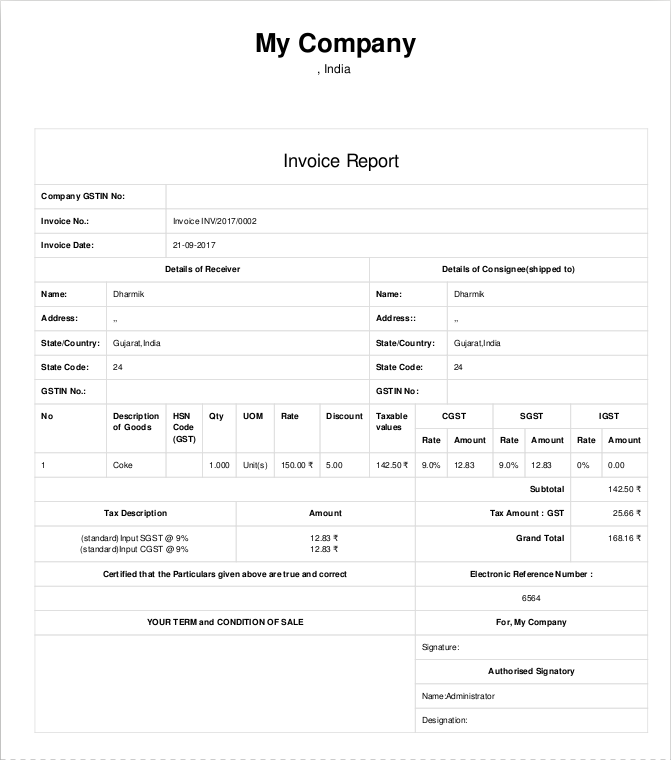 My Company
, India
Invoice Report
Company GSTIN No:
Invoice No.: Invoice INV/2017/0002
Invoice Date: 21-09-2017
Details of Receiver Details of Consignee(shipped to)
Name: Dharmik Name: Dharmik
Address: ,, Address:: ,,
State/Country: Gujarat,India State/Country: Gujarat,India
State Code: 24 State Code: 24
GSTIN No.: GSTIN No:
No Description of Goods HSN Code (GST) Qty UOM Rate Discount Taxable values CGST SGST IGST
Rate Amount Rate Amount Rate Amount
1 Coke 1.000 Unit(s) 150.00 ₹ 5.00 142.50 ₹ 9.0% 12.83 9.0% 12.83 0% 0.00
Subtotal 142.50 ₹
Tax Description Amount Tax Amount : GST 25.66 ₹
(standard)Input SGST @ 9% 12.83 ₹ Grand Total 168.16 ₹
(standard)Input CGST @ 9% 12.83 ₹
Certified that the Particulars given above are true and correct Electronic Reference Number :
6564
YOUR TERM and CONDITION OF SALE For, My Company
Signature:
Authorised Signatory
Name:Administrator
Designation: